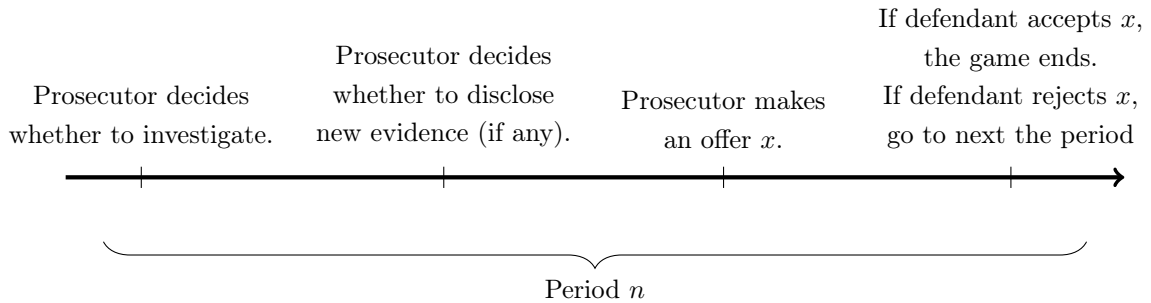 Prosecutor decides
whether to investigate.
Prosecutor decides
whether to disclose
new evidence (if any).
Prosecutor makes
an offer x.
If defendant accepts x,
the game ends.
If defendant rejects x,
go to next the period
Period n